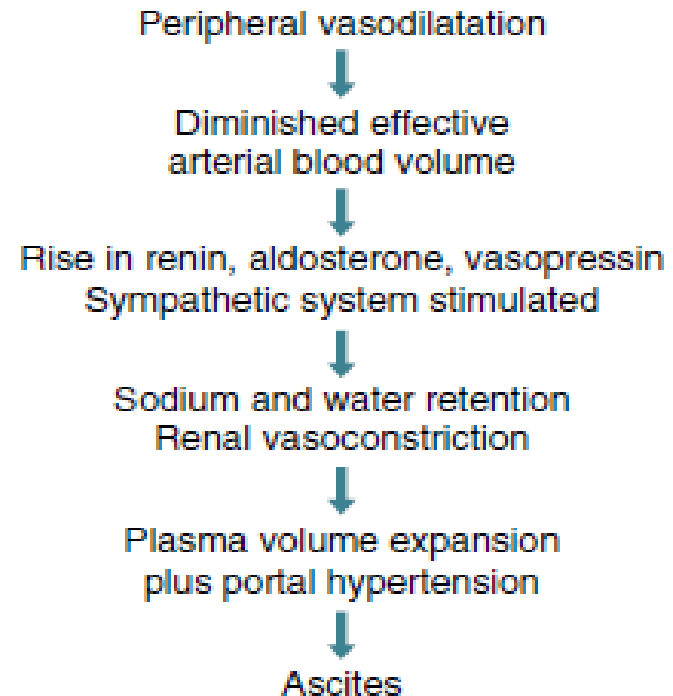 Peripheral vasodilatation
Diminished effective
arterial blood volume
Rise in renin, aldosterone, vasopressin
Sympathetic system stimulated
Sodium and water retention
Renal vasoconstriction
Plasma volume expansion
plus portal hypertension
Ascites